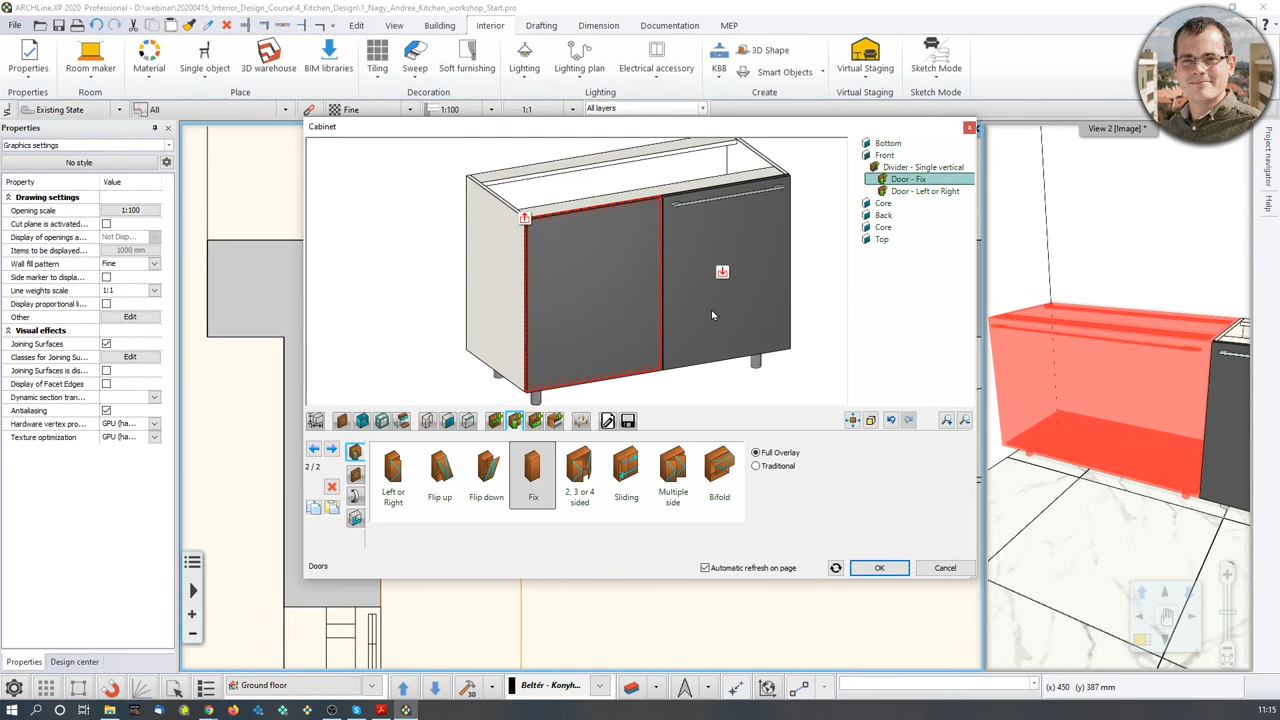 ARCHLine.XP 2020 - D:\webinar\20200416_Interior_Design_Course\4_Kitchen_Design\1_Nagy_Andrea_Kitchen_workshop_Start.pro
File
Edit
View
Building
Interior
Drafting
Dimension
Documentation
MEP
Properties
Room maker
Material
Single object
3D warehouse
BIM libraries
Tiling
Sweep
Soft furnishing
Lighting
Lighting plan
Electrical accessory
KBB
3D Shape
Smart Objects
Virtual Staging
Sketch Mode
Properties
Room
Place
Decoration
Lighting
Create
Virtual Staging
Sketch Mode
Existing State
All
Fine
1:100
1:1
All layers
Properties
Graphics settings
No style
Property
Value
Drawing settings
Opening scale
1:100
Cut plane is activated...
Display of openings a...
Not Disp...
Items to be displayed...
1000 mm
Wall fill pattern
Fine
Side marker to displa...
Line weights scale
1:1
Display proportional li...
Other
Edit
Visual effects
Joining Surfaces
Classes for Joining Su...
Edit
Joining Surfaces is di...
Display of Facet Edges
Dynamic section tran...
Antialiasing
Hardware vertex pro...
GPU (ha...
Texture optimization
GPU (ha...
Properties
Design center
Cabinet
Bottom
Front
Divider - Single vertical
Door - Fix
Door - Left or Right
Core
Back
Core
Top
2 / 2
Left or Right
Flip up
Flip down
Fix
2, 3 or 4 sided
Sliding
Multiple side
Bifold
Full Overlay
Traditional
Doors
Automatic refresh on page
OK
Cancel
View 2 [Image] *
Project navigator
Help
Ground floor
Beltér - Konyh...
(x) 450 (y) 387 mm
11:15